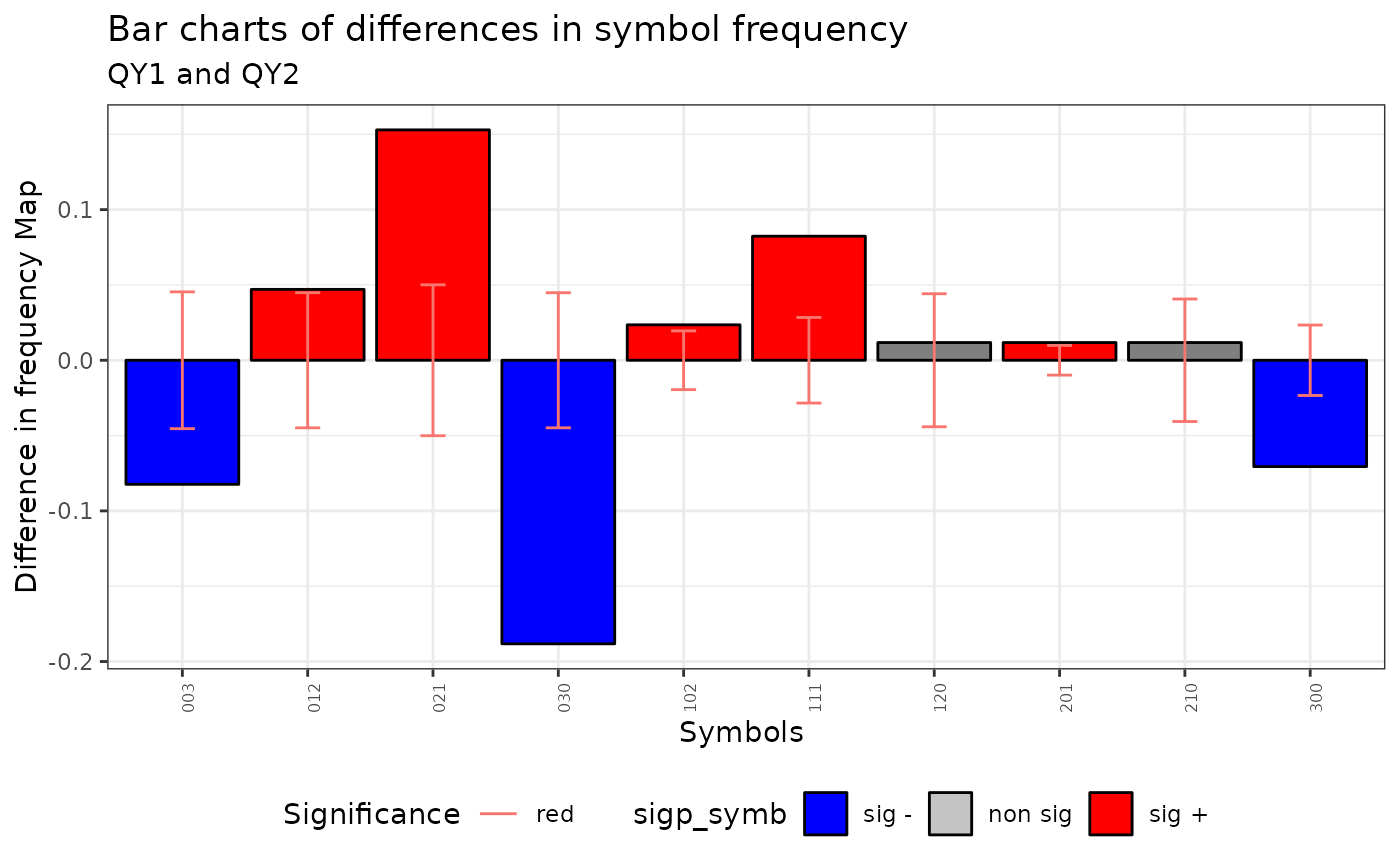 Bar charts of differences in symbol frequency
QY1 and QY2
Difference in frequency Map
0.1
0.0
-0.1
-0.2
003 012 021 030 102 111 120 201 210 300
Symbols
Significance red sigp_symb sig - non sig sig +